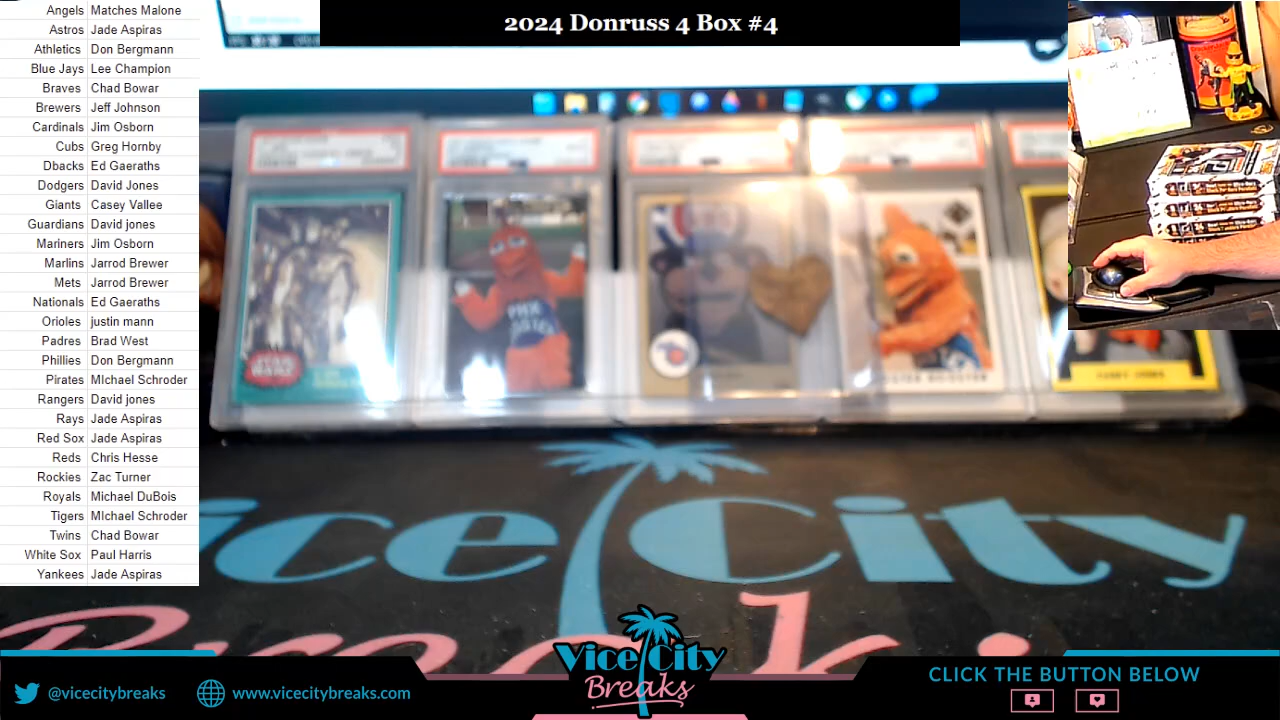 2024 Donruss 4 Box #4
Angels Matches Malone
Astros Jade Aspiras
Athletics Don Bergmann
Blue Jays Lee Champion
Braves Chad Bowar
Brewers Jeff Johnson
Cardinals Jim Osborn
Cubs Greg Hornby
Dbacks Ed Gaeraths
Dodgers David Jones
Giants Casey Vallee
Guardians David jones
Mariners Jim Osborn
Marlins Jarrod Brewer
Mets Jarrod Brewer
Nationals Ed Gaeraths
Orioles justin mann
Padres Brad West
Phillies Don Bergmann
Pirates MIchael Schroder
Rangers David jones
Rays Jade Aspiras
Red Sox Jade Aspiras
Reds Chris Hesse
Rockies Zac Turner
Royals Michael DuBois
Tigers MIchael Schroder
Twins Chad Bowar
White Sox Paul Harris
Yankees Jade Aspiras
STAR
WARS
ice City
Vice City
Breaks
@vicecitybreaks
www.vicecitybreaks.com
CLICK THE BUTTON BELOW